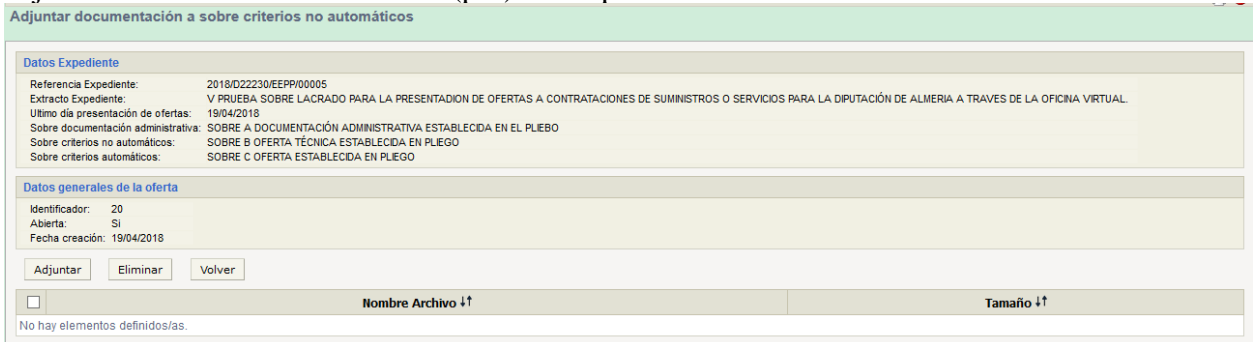 Adjuntar documentación a sobre criterios no automáticos
Datos Expediente
Referencia Expediente: 2018/D22230/EEPP/00005
Extracto Expediente: V PRUEBA SOBRE LACRADO PARA LA PRESENTADION DE OFERTAS A CONTRATACIONES DE SUMINISTROS O SERVICIOS PARA LA DIPUTACIÓN DE ALMERIA A TRAVES DE LA OFICINA VIRTUAL.
Ultimo día presentación de ofertas: 19/04/2018
Sobre documentación administrativa: SOBRE A DOCUMENTACIÓN ADMINISTRATIVA ESTABLECIDA EN EL PLIEBO
Sobre criterios no automáticos: SOBRE B OFERTA TÉCNICA ESTABLECIDA EN PLIEGO
Sobre criterios automáticos: SOBRE C OFERTA ESTABLECIDA EN PLIEGO
Datos generales de la oferta
Identificador: 20
Abierta: Si
Fecha creación: 19/04/2018
Adjuntar Eliminar Volver
Nombre Archivo ↓↑ Tamaño ↓↑
No hay elementos definidos/as.